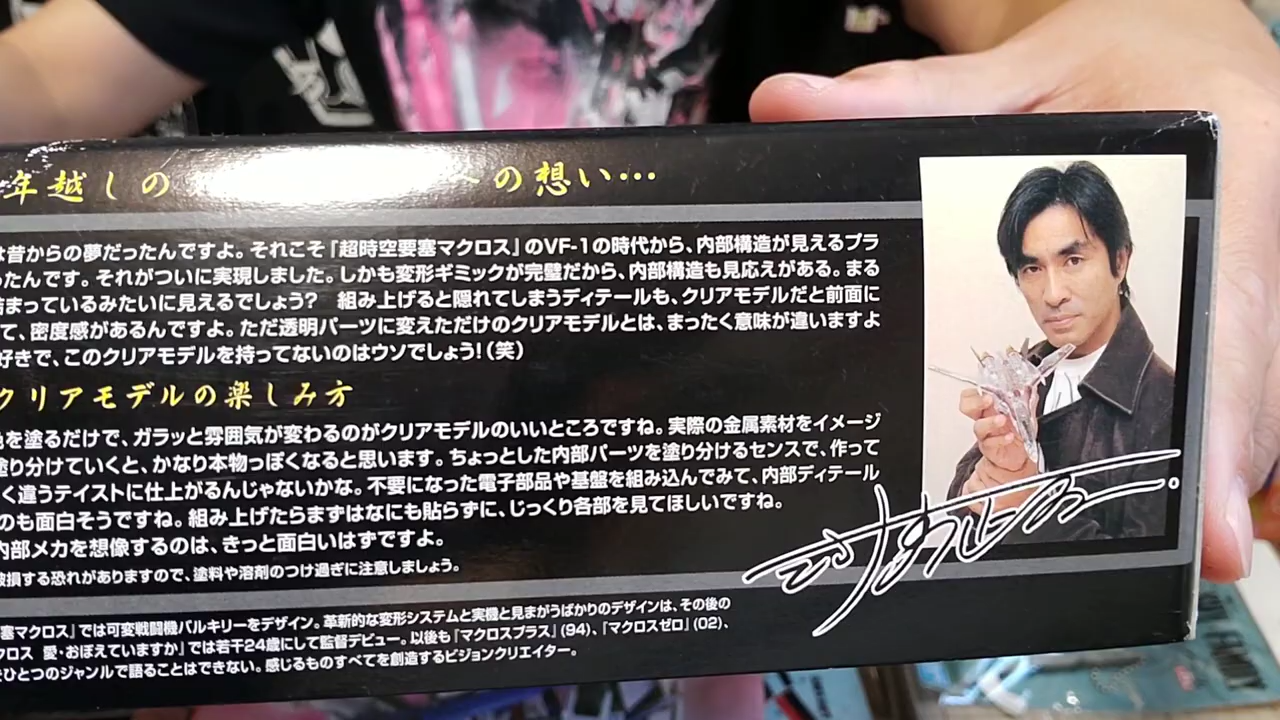 年越しの
への想い…
は昔からの夢だったんですよ。それこそ『超時空要塞マクロス』のVF-1の時代から、内部構造が見えるプラ
ったんです。それがついに実現しました。しかも変形ギミックが完璧だから、内部構造も見応えがある。まる
詰まっているみたいに見えるでしょう? 組み上げると隠れてしまうディテールも、クリアモデルだと前面に
て、密度感があるんですよ。ただ透明パーツに変えただけのクリアモデルとは、まったく意味が違いますよ
好きで、このクリアモデルを持ってないのはウソでしょう!(笑)
クリアモデルの楽しみ方
色を塗るだけで、ガラッと雰囲気が変わるのがクリアモデルのいいところですね。実際の金属素材をイメージ
塗り分けていくと、かなり本物っぽくなると思います。ちょっとした内部パーツを塗り分けるセンスで、作って
く違うテイストに仕上がるんじゃないかな。不要になった電子部品や基盤を組み込んでみて、内部ディテール
のも面白そうですね。組み上げたらまずはなにも貼らずに、じっくり各部を見てほしいですね。
内部メカを想像するのは、きっと面白いはずですよ。
破損する恐れがありますので、塗料や溶剤のつけ過ぎに注意しましょう。
塞マクロス』では可変戦闘機バルキリーをデザイン。革新的な変形システムと実機と見まがうばかりのデザインは、その後の
クロス 愛・おぼえていますか』では若干24歳にして監督デビュー。以後も『マクロスプラス』(94)、『マクロスゼロ』(02)、
をひとつのジャンルで語ることはできない。感じるものすべてを創造するビジョンクリエイター。